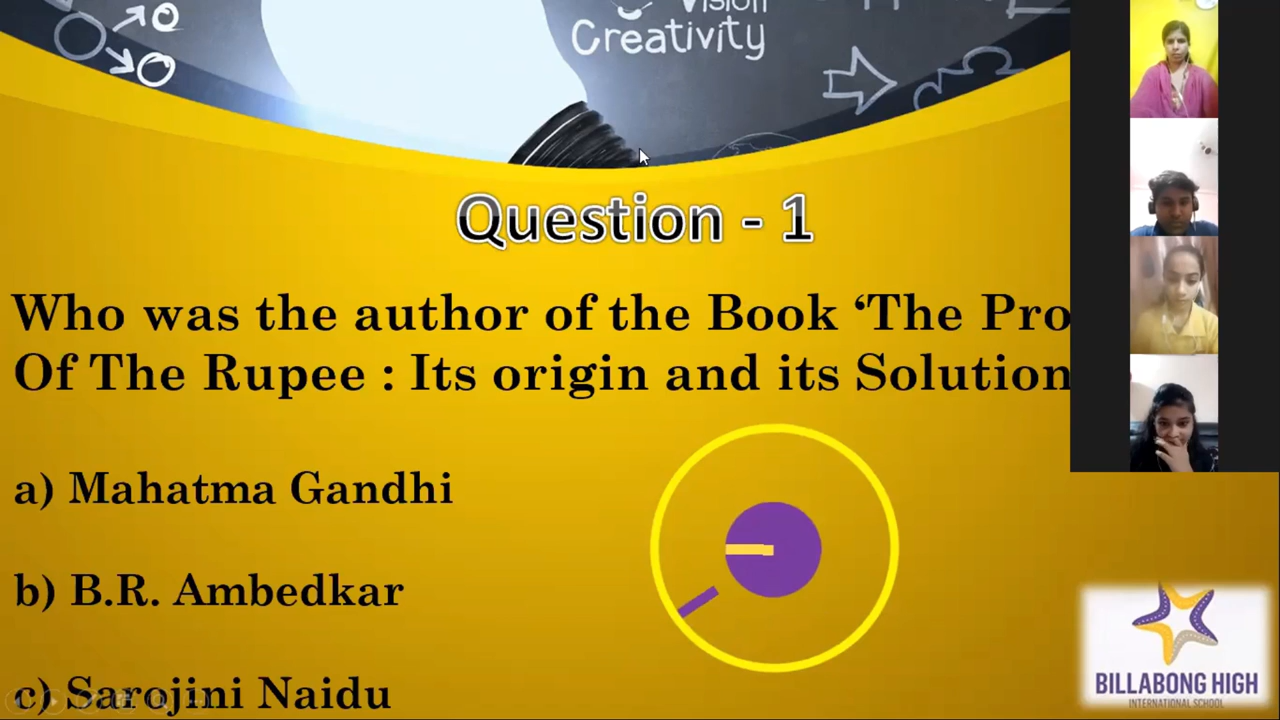 Vision
Creativity
Question - 1
Who was the author of the Book ‘The Pro
Of The Rupee : Its origin and its Solution
a) Mahatma Gandhi
b) B.R. Ambedkar
c) Sarojini Naidu
BILLABONG HIGH
INTERNATIONAL SCHOOL